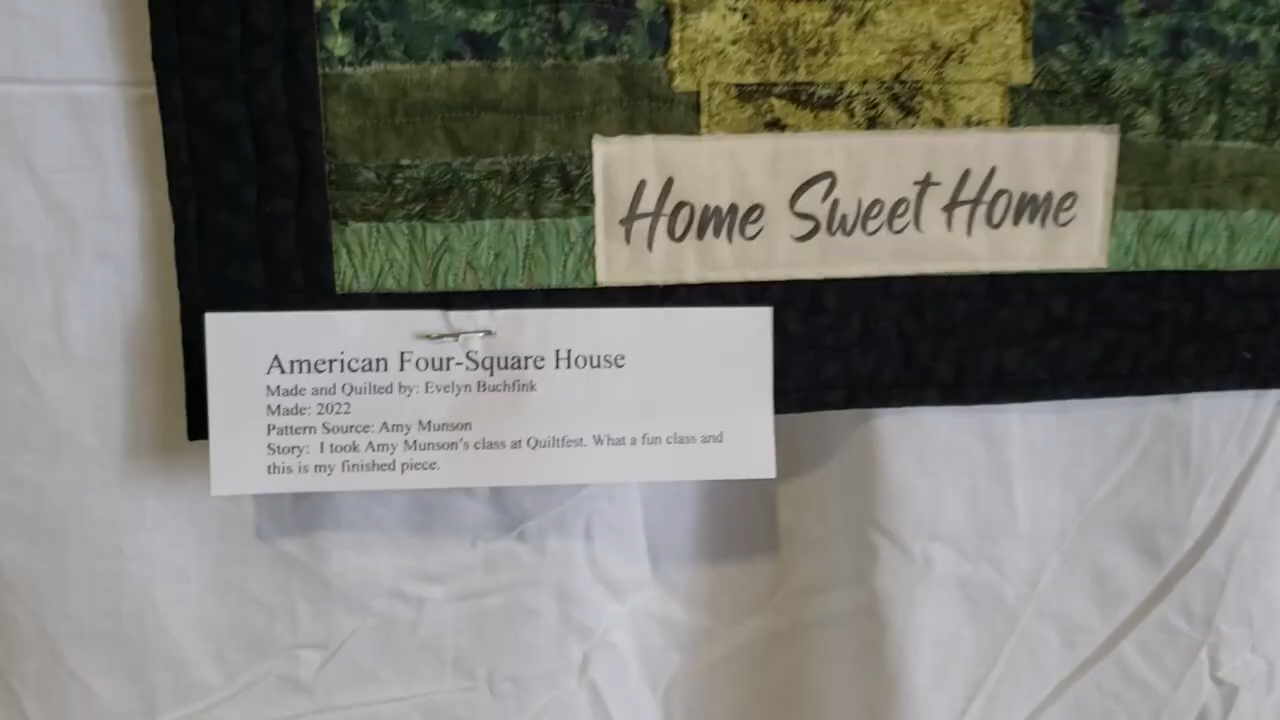 Home Sweet Home
American Four-Square House
Made and Quilted by: Evelyn Buchfink
Made: 2022
Pattern Source: Amy Munson
Story: I took Amy Munson's class at Quiltfest. What a fun class and
this is my finished piece.